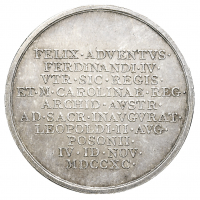 FELIX·ADVENTVS·
FERDINANDI·IV·
VTR·SIC·REGIS·
ET·M·CAROLINAE·REG·
ARCHID·AVSTR·
AD·SACR·INAVGVRAT·
LEOPOLDI·II·AVG·
POSONII·
IV·ID·NOV·
MDCCXC·